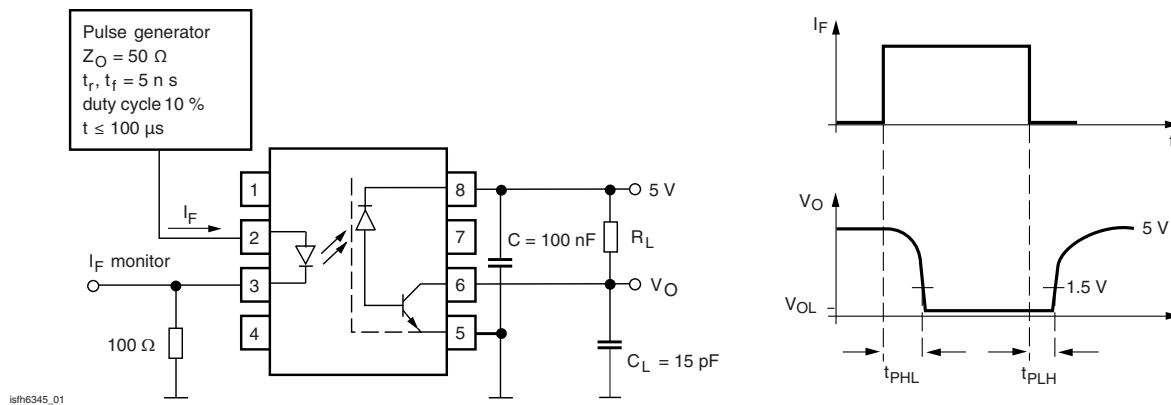 Pulse generator
Z_O = 50 Ω
t_r, t_f = 5 n s
duty cycle 10 %
t ≤ 100 μs
I_F
I_F monitor
100 Ω
1
2
3
4
8
7
6
5
5 V
C = 100 nF
R_L
V_O
C_L = 15 pF
isfh6345_01
I_F
t
V_O
5 V
1.5 V
V_OL
t
t_PHL
t_PLH